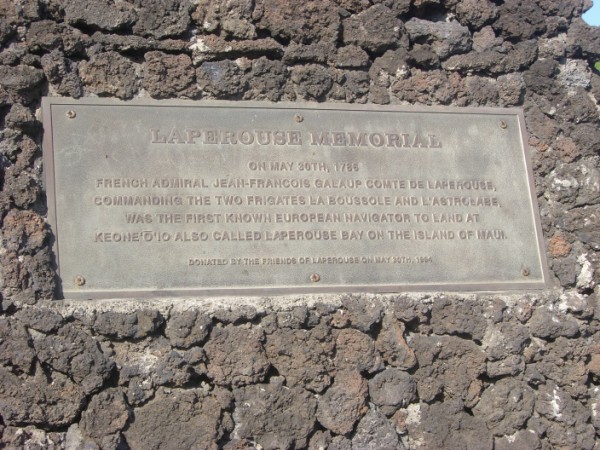 LAPEROUSE MEMORIAL
ON MAY 30TH, 1786
FRENCH ADMIRAL JEAN-FRANCOIS GALAUP COMTE DE LAPEROUSE,
COMMANDING THE TWO FRIGATES LA BOUSSOLE AND L'ASTROLABE,
WAS THE FIRST KNOWN EUROPEAN NAVIGATOR TO LAND AT
KEONE'Ō'IO ALSO CALLED LAPEROUSE BAY ON THE ISLAND OF MAUI.
DONATED BY THE FRIENDS OF LAPEROUSE ON MAY 30TH, 1994